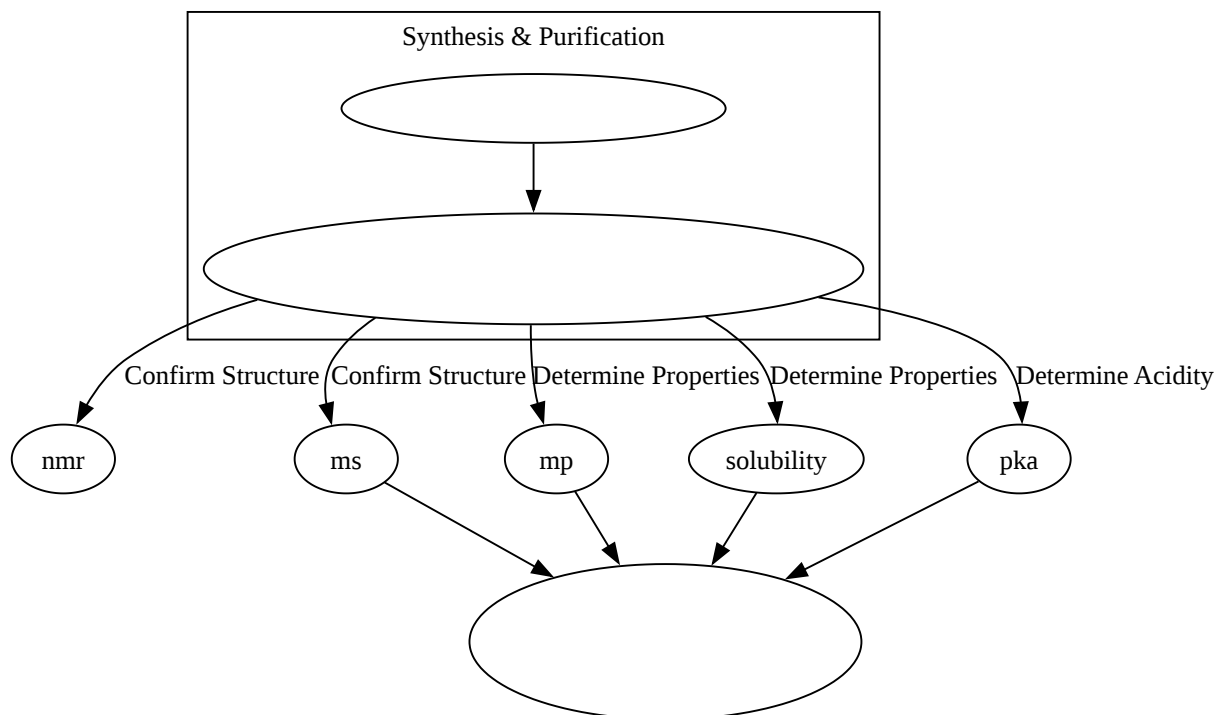 Synthesis & Purification
Confirm Structure
Confirm Structure
Determine Properties
Determine Properties
Determine Acidity
nmr
ms
mp
solubility
pka